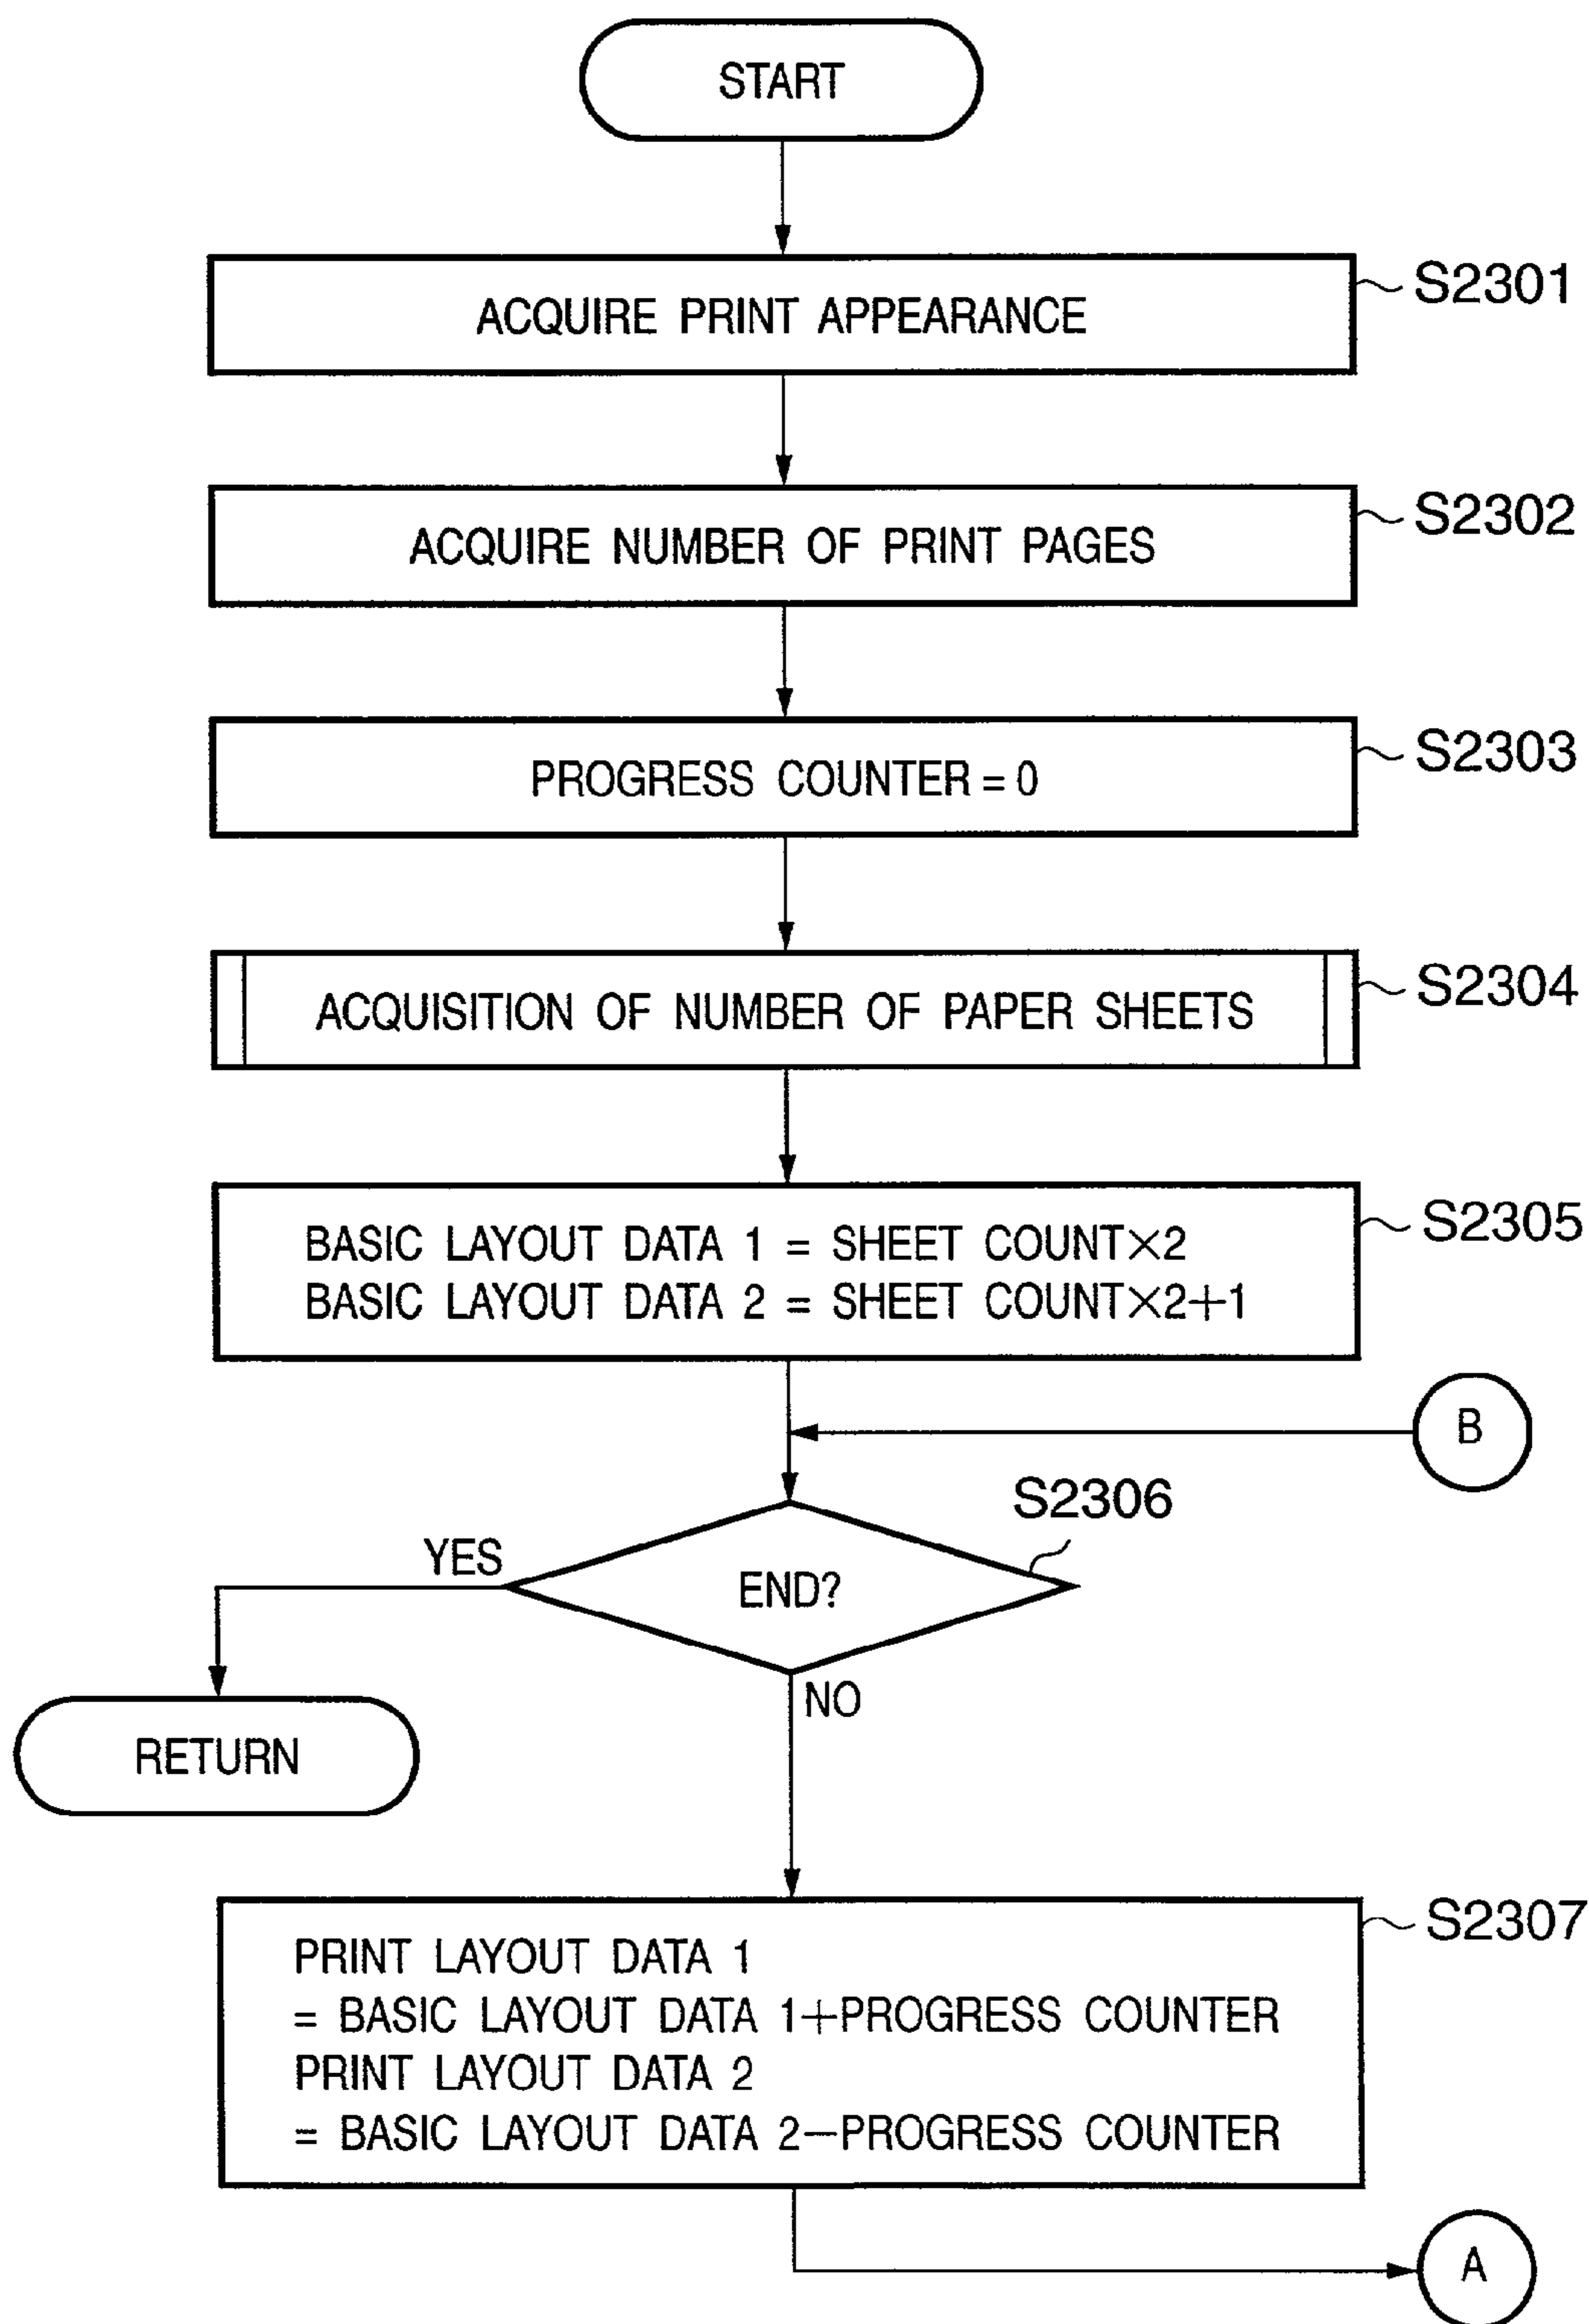 START
ACQUIRE PRINT APPEARANCE
S2301
ACQUIRE NUMBER OF PRINT PAGES
S2302
PROGRESS COUNTER = 0
S2303
ACQUISITION OF NUMBER OF PAPER SHEETS
S2304
BASIC LAYOUT DATA 1 = SHEET COUNT×2
BASIC LAYOUT DATA 2 = SHEET COUNT×2+1
S2305
B
S2306
YES
END?
NO
RETURN
S2307
PRINT LAYOUT DATA 1
= BASIC LAYOUT DATA 1+PROGRESS COUNTER
PRINT LAYOUT DATA 2
= BASIC LAYOUT DATA 2−PROGRESS COUNTER
A